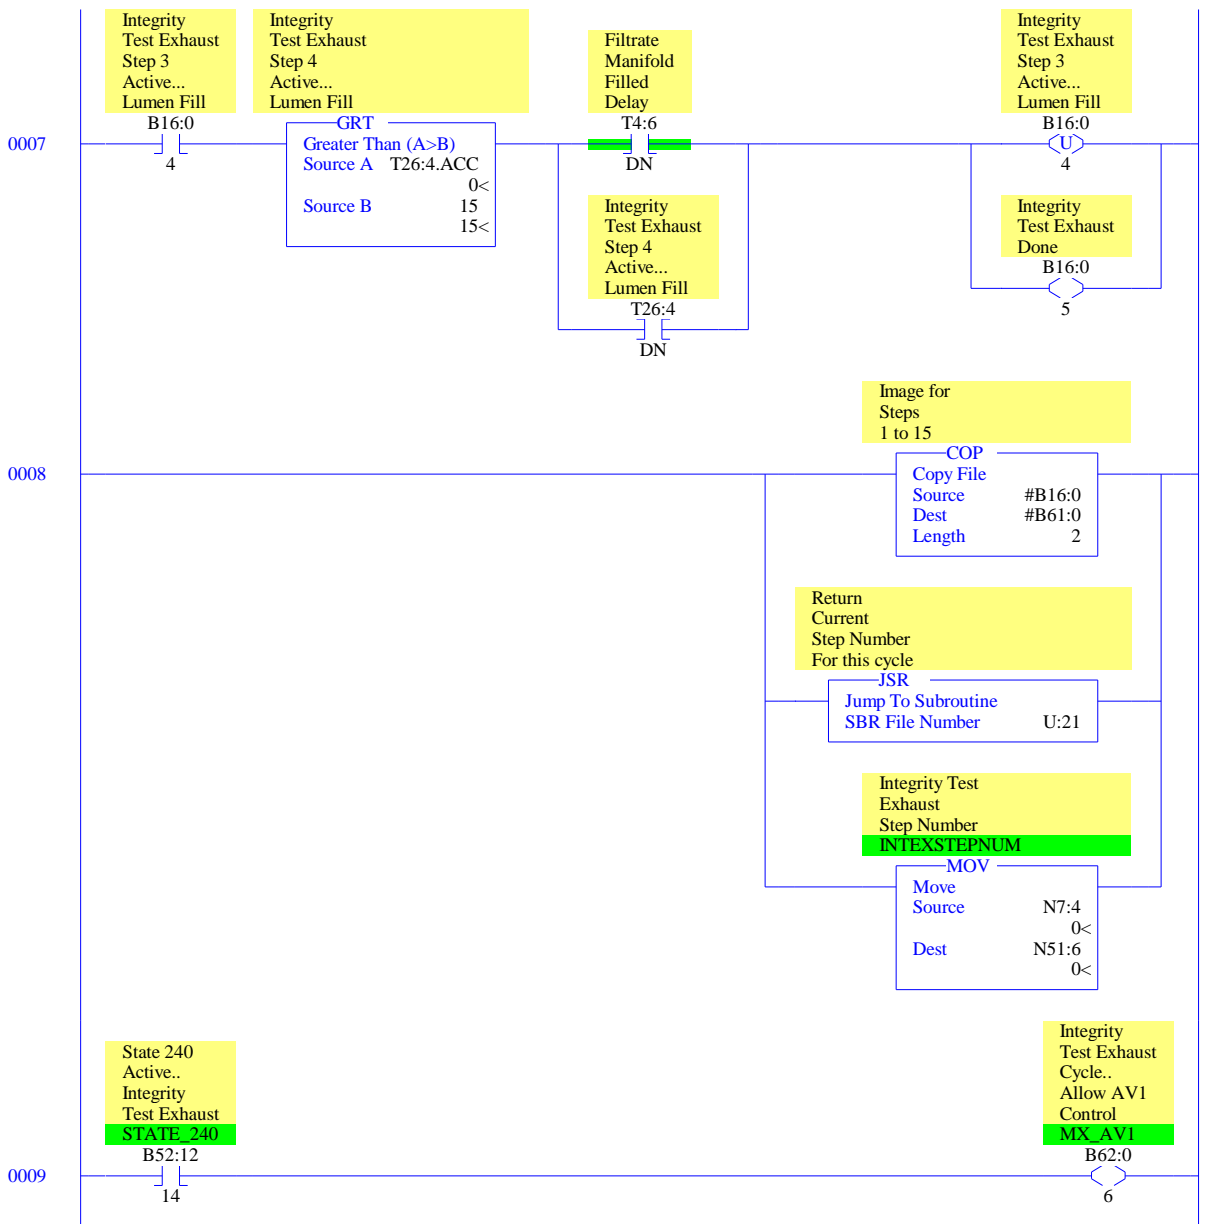 Integrity
Test Exhaust
Step 3
Active...
Lumen Fill
B16:0
4
Integrity
Test Exhaust
Step 4
Active...
Lumen Fill
GRT
Greater Than (A>B)
Source A T26:4.ACC
0<
Source B 15
15<
Filtrate
Manifold
Filled
Delay
T4:6
DN
Integrity
Test Exhaust
Step 4
Active...
Lumen Fill
T26:4
DN
Integrity
Test Exhaust
Step 3
Active...
Lumen Fill
B16:0
U
4
Integrity
Test Exhaust
Done
B16:0
5
0007
Image for
Steps
1 to 15
COP
Copy File
Source #B16:0
Dest #B61:0
Length 2
0008
Return
Current
Step Number
For this cycle
JSR
Jump To Subroutine
SBR File Number U:21
Integrity Test
Exhaust
Step Number
INTEXSTEPNUM
MOV
Move
Source N7:4
0<
Dest N51:6
0<
State 240
Active..
Integrity
Test Exhaust
STATE_240
B52:12
14
Integrity
Test Exhaust
Cycle..
Allow AV1
Control
MX_AV1
B62:0
6
0009